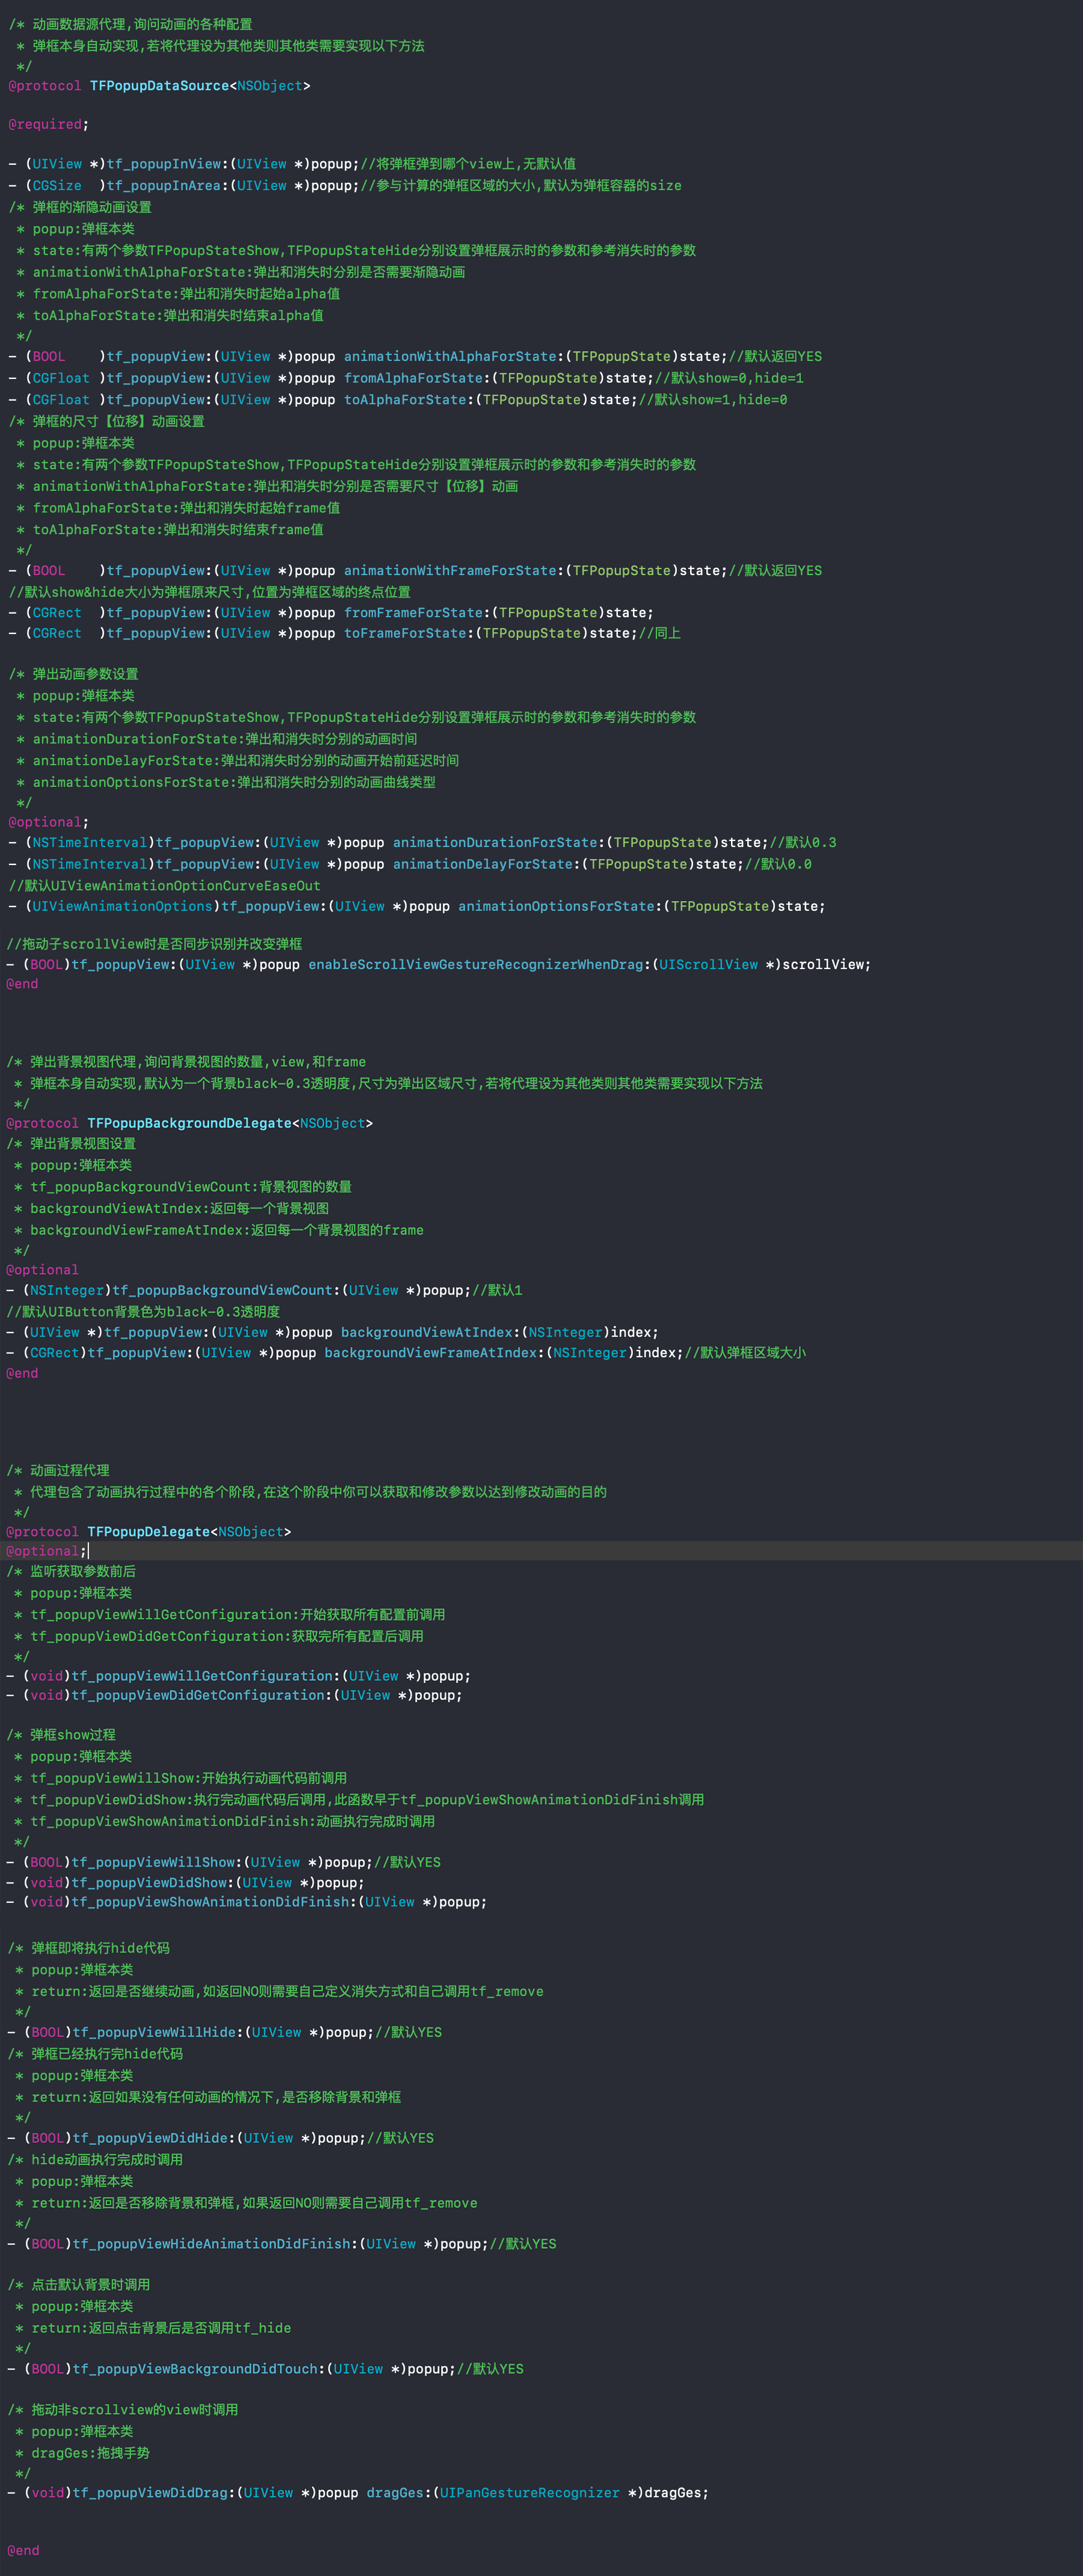 /* 动画数据源代理,询问动画的各种配置
 * 弹框本身自动实现,若将代理设为其他类则其他类需要实现以下方法
 */
@protocol TFPopupDataSource<NSObject>
@required;
- (UIView *)tf_popupInView:(UIView *)popup;//将弹框弹到哪个view上,无默认值
- (CGSize  )tf_popupInArea:(UIView *)popup;//参与计算的弹框区域的大小,默认为弹框容器的size
/* 弹框的渐隐动画设置
 * popup:弹框本类
 * state:有两个参数TFPopupStateShow,TFPopupStateHide分别设置弹框展示时的参数和参考消失时的参数
 * animationWithAlphaForState:弹出和消失时分别是否需要渐隐动画
 * fromAlphaForState:弹出和消失时起始alpha值
 * toAlphaForState:弹出和消失时结束alpha值
 */
- (BOOL    )tf_popupView:(UIView *)popup animationWithAlphaForState:(TFPopupState)state;//默认返回YES
- (CGFloat )tf_popupView:(UIView *)popup fromAlphaForState:(TFPopupState)state;//默认show=0,hide=1
- (CGFloat )tf_popupView:(UIView *)popup toAlphaForState:(TFPopupState)state;//默认show=1,hide=0
/* 弹框的尺寸【位移】动画设置
 * popup:弹框本类
 * state:有两个参数TFPopupStateShow,TFPopupStateHide分别设置弹框展示时的参数和参考消失时的参数
 * animationWithAlphaForState:弹出和消失时分别是否需要尺寸【位移】动画
 * fromAlphaForState:弹出和消失时起始frame值
 * toAlphaForState:弹出和消失时结束frame值
 */
- (BOOL    )tf_popupView:(UIView *)popup animationWithFrameForState:(TFPopupState)state;//默认返回YES
//默认show&hide大小为弹框原来尺寸,位置为弹框区域的终点位置
- (CGRect  )tf_popupView:(UIView *)popup fromFrameForState:(TFPopupState)state;
- (CGRect  )tf_popupView:(UIView *)popup toFrameForState:(TFPopupState)state;//同上
/* 弹出动画参数设置
 * popup:弹框本类
 * state:有两个参数TFPopupStateShow,TFPopupStateHide分别设置弹框展示时的参数和参考消失时的参数
 * animationDurationForState:弹出和消失时分别的动画时间
 * animationDelayForState:弹出和消失时分别的动画开始前延迟时间
 * animationOptionsForState:弹出和消失时分别的动画曲线类型
 */
@optional;
- (NSTimeInterval)tf_popupView:(UIView *)popup animationDurationForState:(TFPopupState)state;//默认0.3
- (NSTimeInterval)tf_popupView:(UIView *)popup animationDelayForState:(TFPopupState)state;//默认0.0
//默认UIViewAnimationOptionCurveEaseOut
- (UIViewAnimationOptions)tf_popupView:(UIView *)popup animationOptionsForState:(TFPopupState)state;
//拖动子scrollView时是否同步识别并改变弹框
- (BOOL)tf_popupView:(UIView *)popup enableScrollViewGestureRecognizerWhenDrag:(UIScrollView *)scrollView;
@end
/* 弹出背景视图代理,询问背景视图的数量,view,和frame
 * 弹框本身自动实现,默认为一个背景black-0.3透明度,尺寸为弹出区域尺寸,若将代理设为其他类则其他类需要实现以下方法
 */
@protocol TFPopupBackgroundDelegate<NSObject>
/* 弹出背景视图设置
 * popup:弹框本类
 * tf_popupBackgroundViewCount:背景视图的数量
 * backgroundViewAtIndex:返回每一个背景视图
 * backgroundViewFrameAtIndex:返回每一个背景视图的frame
 */
@optional
- (NSInteger)tf_popupBackgroundViewCount:(UIView *)popup;//默认1
//默认UIButton背景色为black-0.3透明度
- (UIView *)tf_popupView:(UIView *)popup backgroundViewAtIndex:(NSInteger)index;
- (CGRect)tf_popupView:(UIView *)popup backgroundViewFrameAtIndex:(NSInteger)index;//默认弹框区域大小
@end
/* 动画过程代理
 * 代理包含了动画执行过程中的各个阶段,在这个阶段中你可以获取和修改参数以达到修改动画的目的
 */
@protocol TFPopupDelegate<NSObject>
@optional;
/* 监听获取参数前后
 * popup:弹框本类
 * tf_popupViewWillGetConfiguration:开始获取所有配置前调用
 * tf_popupViewDidGetConfiguration:获取完所有配置后调用
 */
- (void)tf_popupViewWillGetConfiguration:(UIView *)popup;
- (void)tf_popupViewDidGetConfiguration:(UIView *)popup;
/* 弹框show过程
 * popup:弹框本类
 * tf_popupViewWillShow:开始执行动画代码前调用
 * tf_popupViewDidShow:执行完动画代码后调用,此函数早于tf_popupViewShowAnimationDidFinish调用
 * tf_popupViewShowAnimationDidFinish:动画执行完成时调用
 */
- (BOOL)tf_popupViewWillShow:(UIView *)popup;//默认YES
- (void)tf_popupViewDidShow:(UIView *)popup;
- (void)tf_popupViewShowAnimationDidFinish:(UIView *)popup;
/* 弹框即将执行hide代码
 * popup:弹框本类
 * return:返回是否继续动画,如返回NO则需要自己定义消失方式和自己调用tf_remove
 */
- (BOOL)tf_popupViewWillHide:(UIView *)popup;//默认YES
/* 弹框已经执行完hide代码
 * popup:弹框本类
 * return:返回如果没有任何动画的情况下,是否移除背景和弹框
 */
- (BOOL)tf_popupViewDidHide:(UIView *)popup;//默认YES
/* hide动画执行完成时调用
 * popup:弹框本类
 * return:返回是否移除背景和弹框,如果返回NO则需要自己调用tf_remove
 */
- (BOOL)tf_popupViewHideAnimationDidFinish:(UIView *)popup;//默认YES
/* 点击默认背景时调用
 * popup:弹框本类
 * return:返回点击背景后是否调用tf_hide
 */
- (BOOL)tf_popupViewBackgroundDidTouch:(UIView *)popup;//默认YES
/* 拖动非scrollview的view时调用
 * popup:弹框本类
 * dragGes:拖拽手势
 */
- (void)tf_popupViewDidDrag:(UIView *)popup dragGes:(UIPanGestureRecognizer *)dragGes;
@end